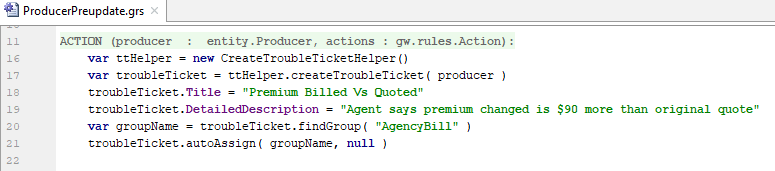 ProducerPreupdate.grs ×
11 ACTION (producer : entity.Producer, actions : gw.rules.Action):
16 var ttHelper = new CreateTroubleTicketHelper()
17 var troubleTicket = ttHelper.createTroubleTicket( producer )
18 troubleTicket.Title = "Premium Billed Vs Quoted"
19 troubleTicket.DetailedDescription = "Agent says premium changed is $90 more than original quote"
20 var groupName = troubleTicket.findGroup( "AgencyBill" )
21 troubleTicket.autoAssign( groupName, null )
22